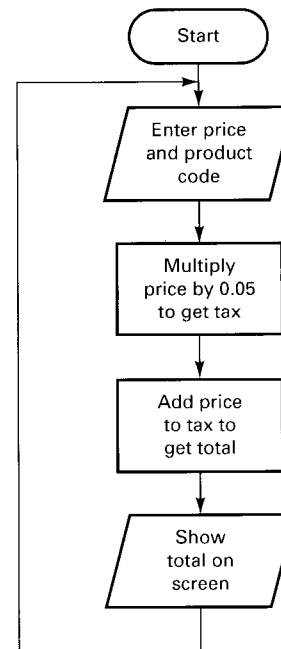 Start
Enter price
and product
code
Multiply
price by 0.05
to get tax
Add price
to tax to
get total
Show
total on
screen